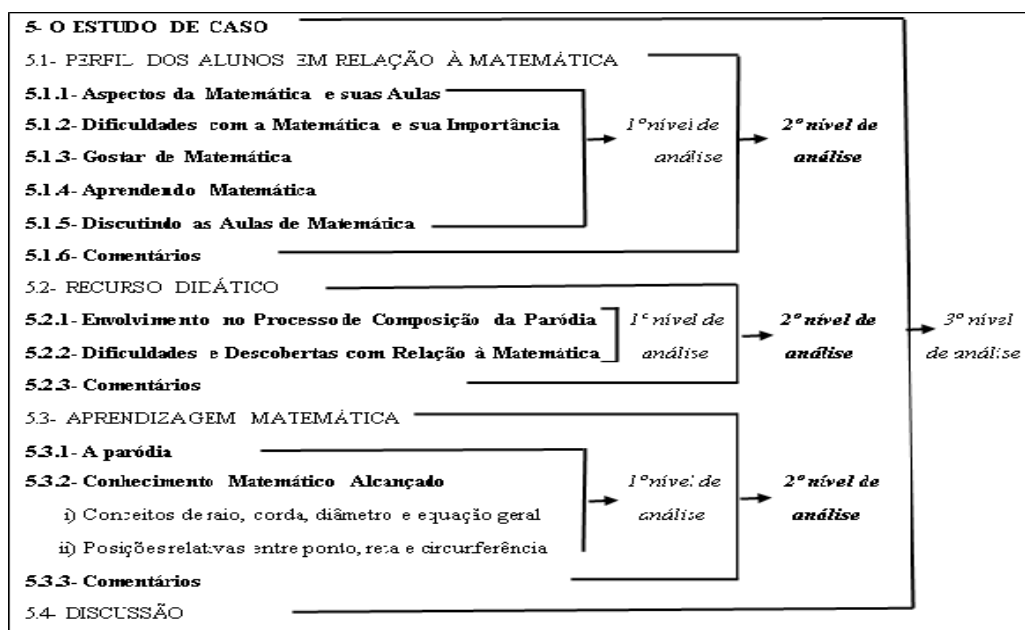 5- O ESTUDO DE CASO
5.1- PERFIL DOS ALUNOS EM RELAÇÃO À MATEMÁTICA
5.1.1- Aspectos da Matemática e suas Aulas
5.1.2- Dificuldades com a Matemática e sua Importância 1º nível de 2º nível de
5.1.3- Gostar de Matemática análise análise
5.1.4- Aprendendo Matemática
5.1.5- Discutindo as Aulas de Matemática
5.1.6- Comentários
5.2- RECURSO DIDÁTICO
5.2.1- Envolvimento no Processo de Composição da Paródia 1º nível de 2º nível de 3º nível
5.2.2- Dificuldades e Descobertas com Relação à Matemática análise análise de análise
5.2.3- Comentários
5.3- APRENDIZAGEM MATEMÁTICA
5.3.1- A paródia
5.3.2- Conhecimento Matemático Alcançado 1º nível de 2º nível de
i) Conceitos de raio, corda, diâmetro e equação geral análise análise
ii) Posições relativas entre ponto, reta e circunferência
5.3.3- Comentários
5.4- DISCUSSÃO